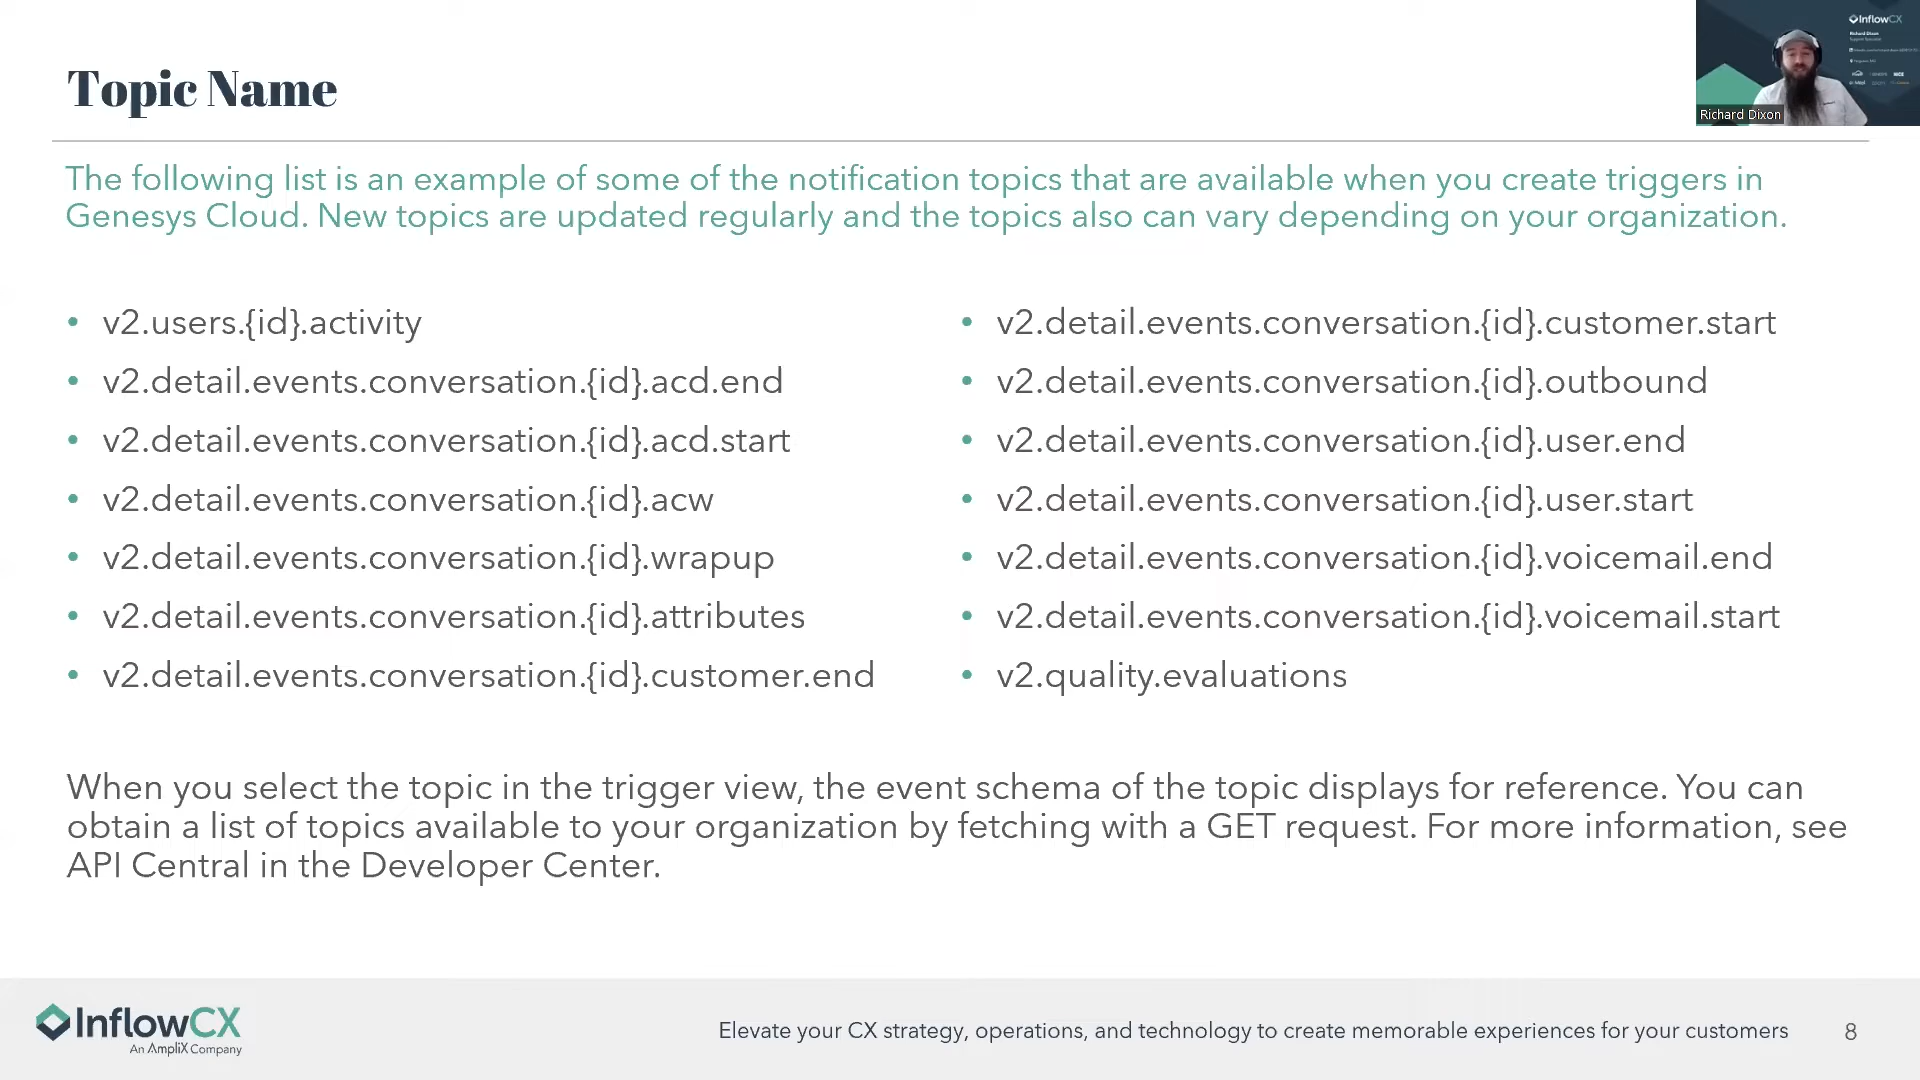 Topic Name
InflowCX
Richard Dixon
The following list is an example of some of the notification topics that are available when you create triggers in
Genesys Cloud. New topics are updated regularly and the topics also can vary depending on your organization.
• v2.users.{id}.activity
• v2.detail.events.conversation.{id}.acd.end
• v2.detail.events.conversation.{id}.acd.start
• v2.detail.events.conversation.{id}.acw
• v2.detail.events.conversation.{id}.wrapup
• v2.detail.events.conversation.{id}.attributes
• v2.detail.events.conversation.{id}.customer.end
• v2.detail.events.conversation.{id}.customer.start
• v2.detail.events.conversation.{id}.outbound
• v2.detail.events.conversation.{id}.user.end
• v2.detail.events.conversation.{id}.user.start
• v2.detail.events.conversation.{id}.voicemail.end
• v2.detail.events.conversation.{id}.voicemail.start
• v2.quality.evaluations
When you select the topic in the trigger view, the event schema of the topic displays for reference. You can
obtain a list of topics available to your organization by fetching with a GET request. For more information, see
API Central in the Developer Center.
InflowCX
An AmpliX Company
Elevate your CX strategy, operations, and technology to create memorable experiences for your customers
8